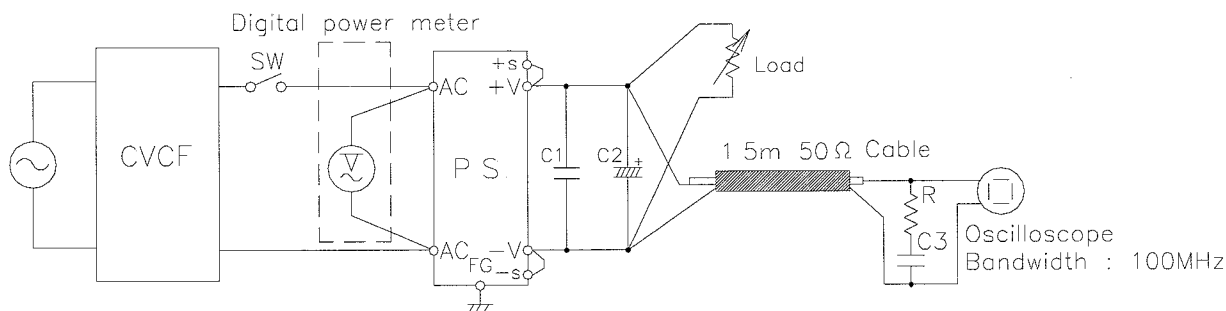 Digital power meter
SW
CVCF
V
AC
AC
FG
P S
+s
+V
-V
-s
C1
C2
+
Load
1 5m 50Ω Cable
R
C3
Oscilloscope
Bandwidth : 100MHz